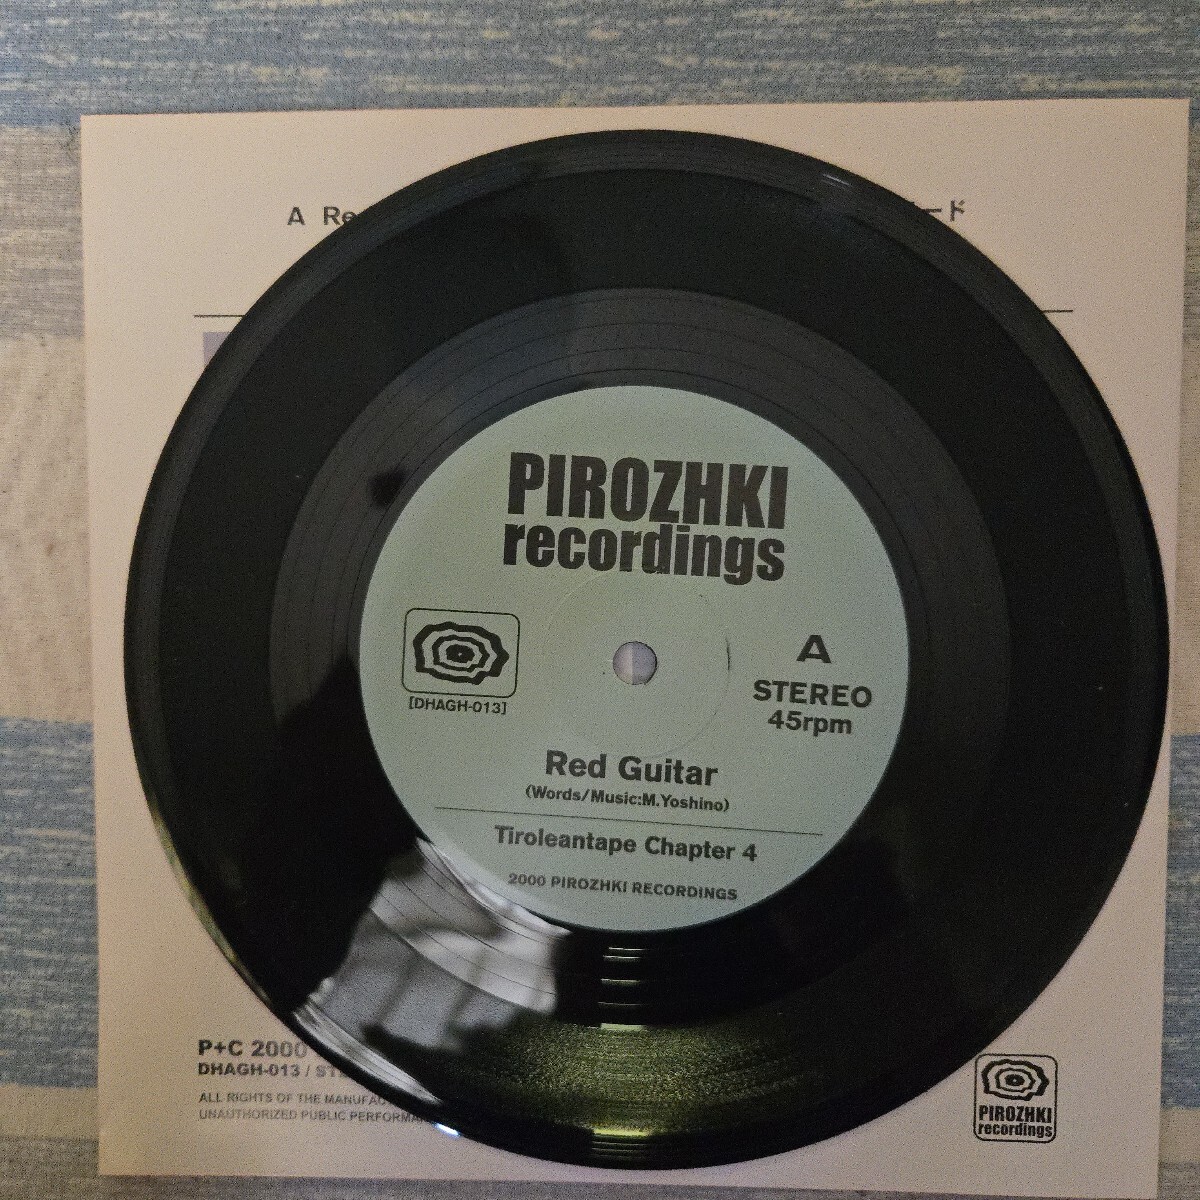 A Re
ード
PIROZHKI
recordings
[DHAGH-013]
A
STEREO
45rpm
Red Guitar
(Words/Music:M.Yoshino)
Tiroleantape Chapter 4
2000 PIROZHKI RECORDINGS
P+C 2000
DHAGH-013 / ST
ALL RIGHTS OF THE MANUFAC
UNAUTHORIZED PUBLIC PERFORMA
PIROZHKI
recordings